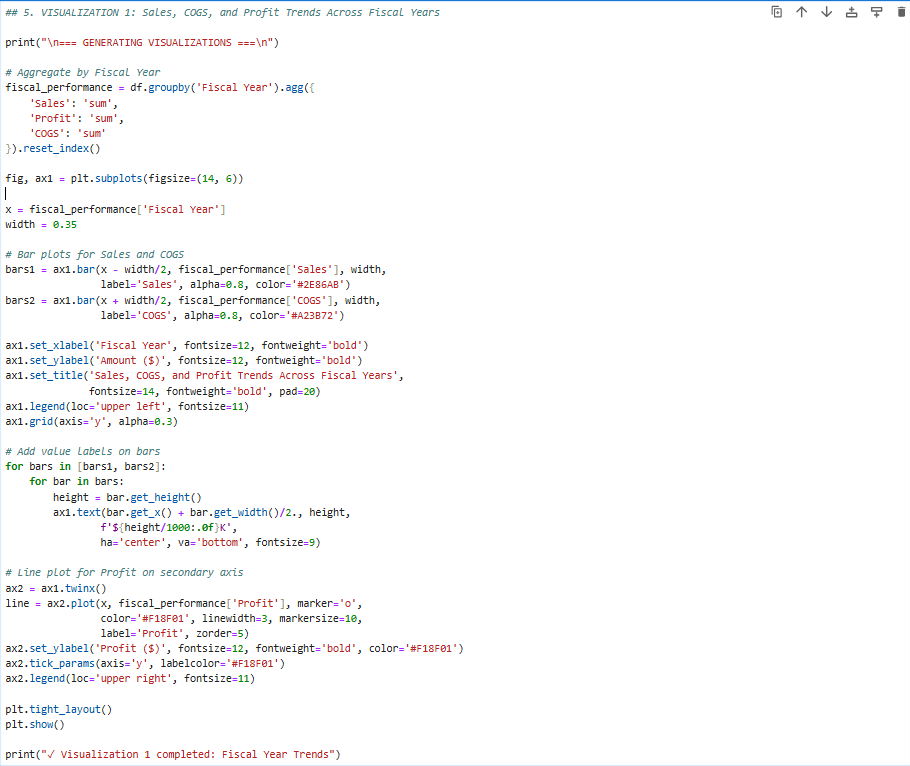 ## 5. VISUALIZATION 1: Sales, COGS, and Profit Trends Across Fiscal Years
print("\n=== GENERATING VISUALIZATIONS ===\n")
# Aggregate by Fiscal Year
fiscal_performance = df.groupby('Fiscal Year').agg({
    'Sales': 'sum',
    'Profit': 'sum',
    'COGS': 'sum'
}).reset_index()
fig, ax1 = plt.subplots(figsize=(14, 6))
x = fiscal_performance['Fiscal Year']
width = 0.35
# Bar plots for Sales and COGS
bars1 = ax1.bar(x - width/2, fiscal_performance['Sales'], width,
                label='Sales', alpha=0.8, color='#2E86AB')
bars2 = ax1.bar(x + width/2, fiscal_performance['COGS'], width,
                label='COGS', alpha=0.8, color='#A23B72')
ax1.set_xlabel('Fiscal Year', fontsize=12, fontweight='bold')
ax1.set_ylabel('Amount ($)', fontsize=12, fontweight='bold')
ax1.set_title('Sales, COGS, and Profit Trends Across Fiscal Years',
              fontsize=14, fontweight='bold', pad=20)
ax1.legend(loc='upper left', fontsize=11)
ax1.grid(axis='y', alpha=0.3)
# Add value labels on bars
for bars in [bars1, bars2]:
    for bar in bars:
        height = bar.get_height()
        ax1.text(bar.get_x() + bar.get_width()/2., height,
                f'${height/1000:.0f}K',
                ha='center', va='bottom', fontsize=9)
# Line plot for Profit on secondary axis
ax2 = ax1.twinx()
line = ax2.plot(x, fiscal_performance['Profit'], marker='o',
                color='#F18F01', linewidth=3, markersize=10,
                label='Profit', zorder=5)
ax2.set_ylabel('Profit ($)', fontsize=12, fontweight='bold', color='#F18F01')
ax2.tick_params(axis='y', labelcolor='#F18F01')
ax2.legend(loc='upper right', fontsize=11)
plt.tight_layout()
plt.show()
print("✓ Visualization 1 completed: Fiscal Year Trends")